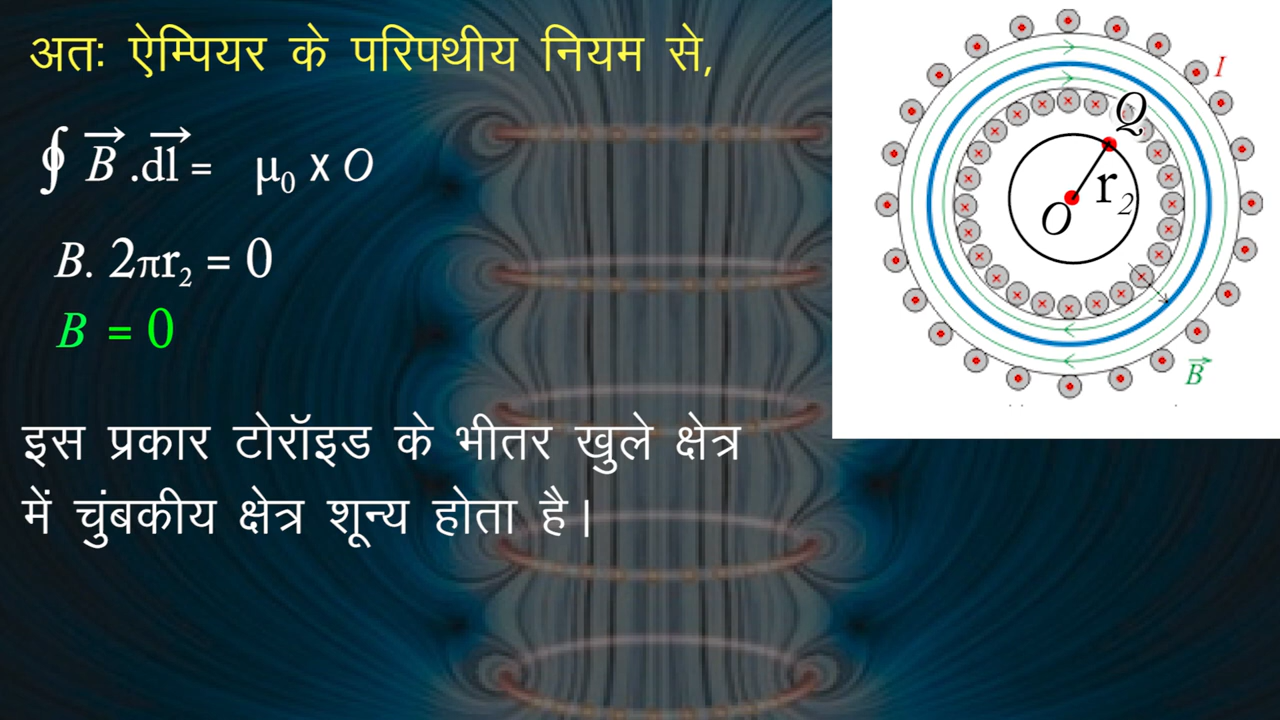 अतः ऐम्पियर के परिपथीय नियम से,
∮ B⃗ .dl⃗ = μ₀ x O
B. 2πr₂ = 0
B = 0
इस प्रकार टोरॉइड के भीतर खुले क्षेत्र
में चुंबकीय क्षेत्र शून्य होता है।
I
Q
r₂
O
B⃗